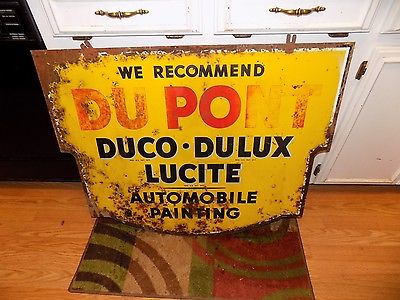 WE RECOMMEND
DU PONT
DUCO · DULUX
LUCITE
AUTOMOBILE
PAINTING